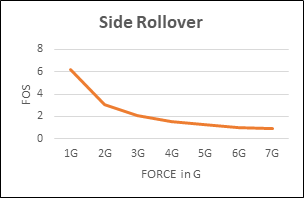 Side Rollover
8
6
4
2
0
FOS
1G 2G 3G 4G 5G 6G 7G
FORCE in G